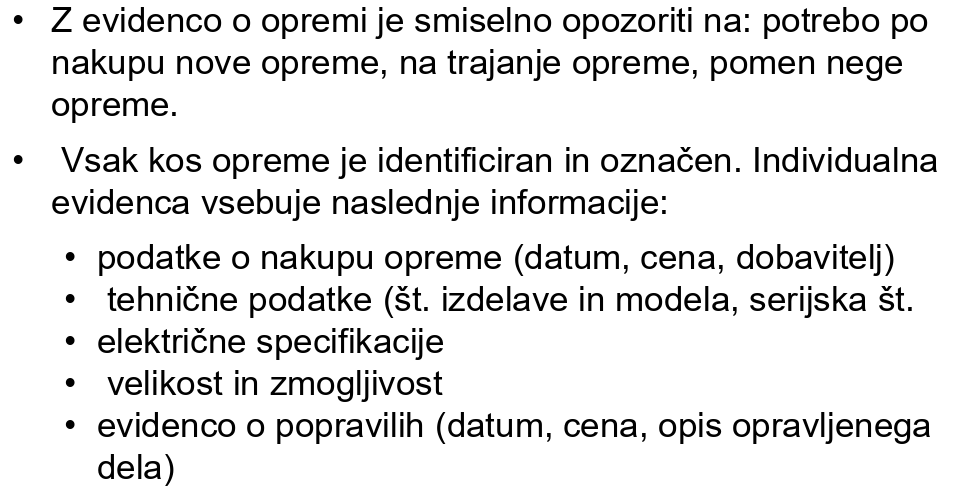 • Z evidenco o opremi je smiselno opozoriti na: potrebo po
nakupu nove opreme, na trajanje opreme, pomen nege
opreme.
• Vsak kos opreme je identificiran in označen. Individualna
evidenca vsebuje naslednje informacije:
• podatke o nakupu opreme (datum, cena, dobavitelj)
• tehnične podatke (št. izdelave in modela, serijska št.
• električne specifikacije
• velikost in zmogljivost
• evidenco o popravilih (datum, cena, opis opravljenega
dela)